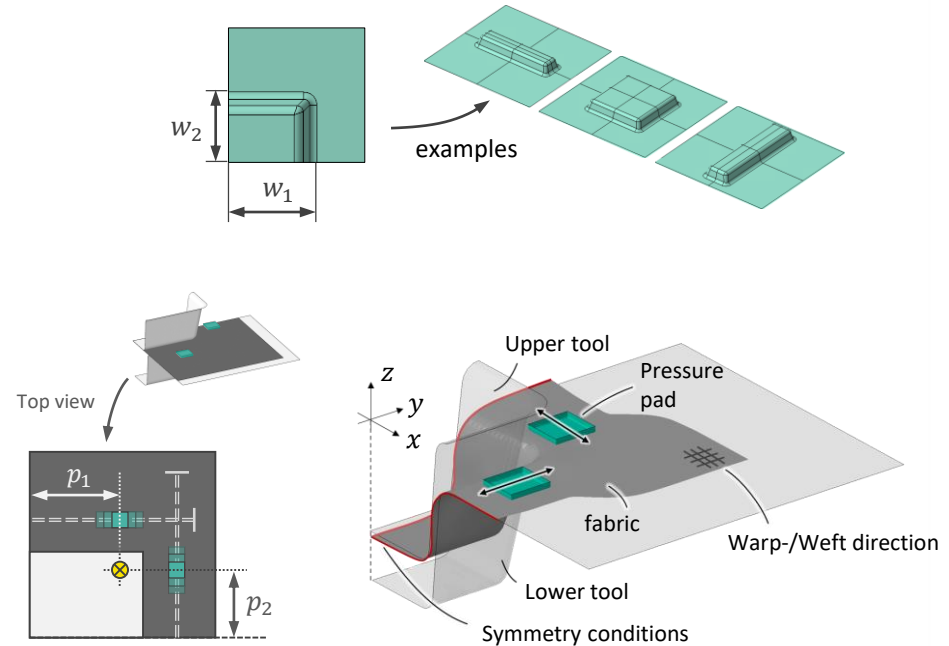 w₂
w₁
examples
Upper tool
Pressure
pad
z
y
x
Top view
p₁
p₂
fabric
Warp-/Weft direction
Lower tool
Symmetry conditions